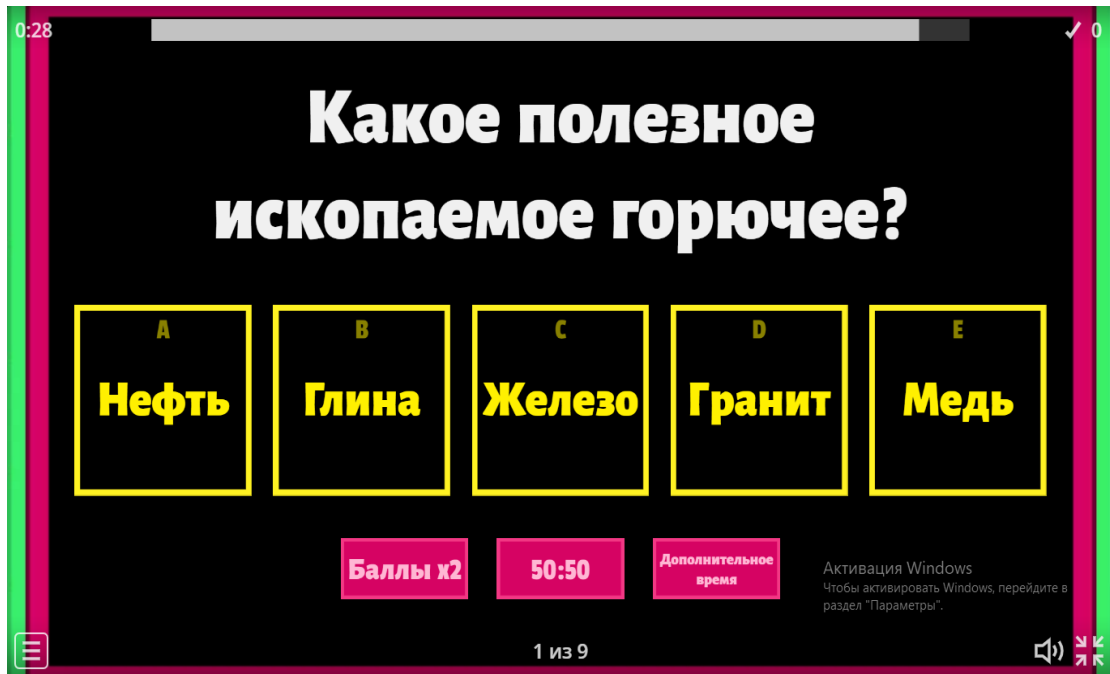 0:28
0
Какое полезное
ископаемое горючее?
A
B
C
D
E
Нефть
Глина
Железо
Гранит
Медь
Баллы x2
50:50
Дополнительное
время
Активация Windows
Чтобы активировать Windows, перейдите в
раздел "Параметры".
1 из 9